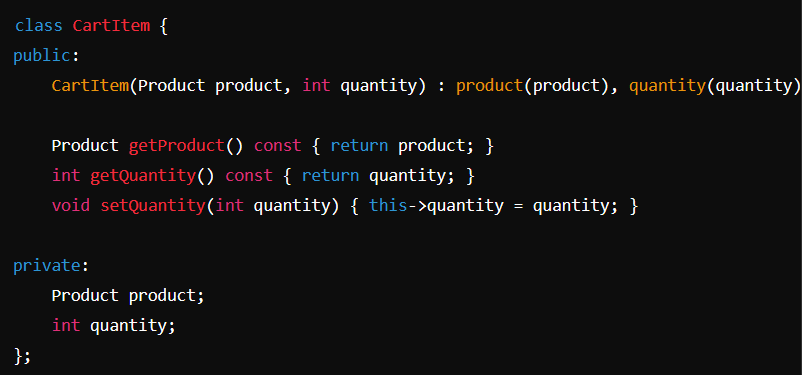 class CartItem {
public:
    CartItem(Product product, int quantity) : product(product), quantity(quantity)
    Product getProduct() const { return product; }
    int getQuantity() const { return quantity; }
    void setQuantity(int quantity) { this->quantity = quantity; }
private:
    Product product;
    int quantity;
};